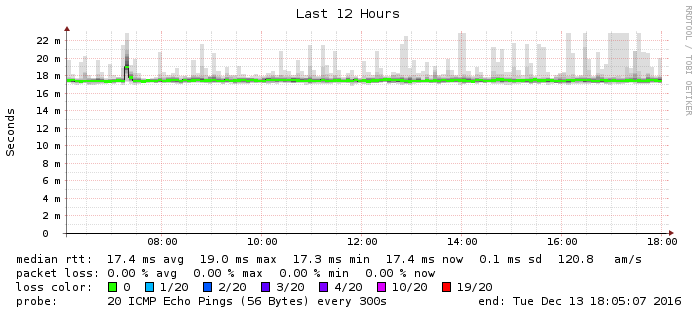 Last 12 Hours
RRDTOOL / TOBI OETIKER
Seconds
22 m
20 m
18 m
16 m
14 m
12 m
10 m
8 m
6 m
4 m
2 m
0
08:00 10:00 12:00 14:00 16:00 18:00
median rtt: 17.4 ms avg 19.0 ms max 17.3 ms min 17.4 ms now 0.1 ms sd 120.8 am/s
packet loss: 0.00 % avg 0.00 % max 0.00 % min 0.00 % now
loss color: 0 1/20 2/20 3/20 4/20 10/20 19/20
probe: 20 ICMP Echo Pings (56 Bytes) every 300s end: Tue Dec 13 18:05:07 2016